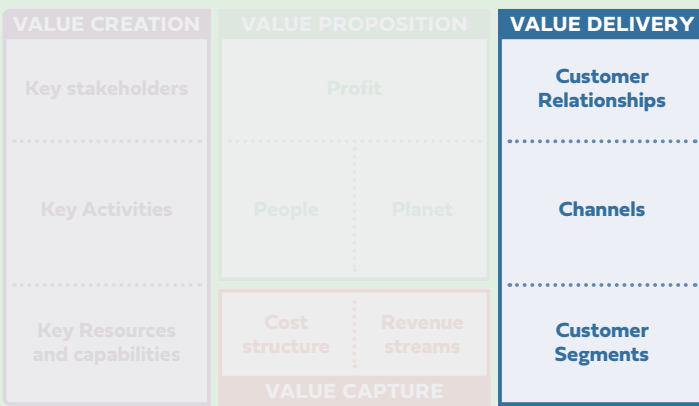 VALUE CREATION
Key stakeholders
Key Activities
Key Resources
and capabilities
VALUE PROPOSITION
Profit
People
Planet
Cost
structure
Revenue
streams
VALUE CAPTURE
VALUE DELIVERY
Customer
Relationships
Channels
Customer
Segments